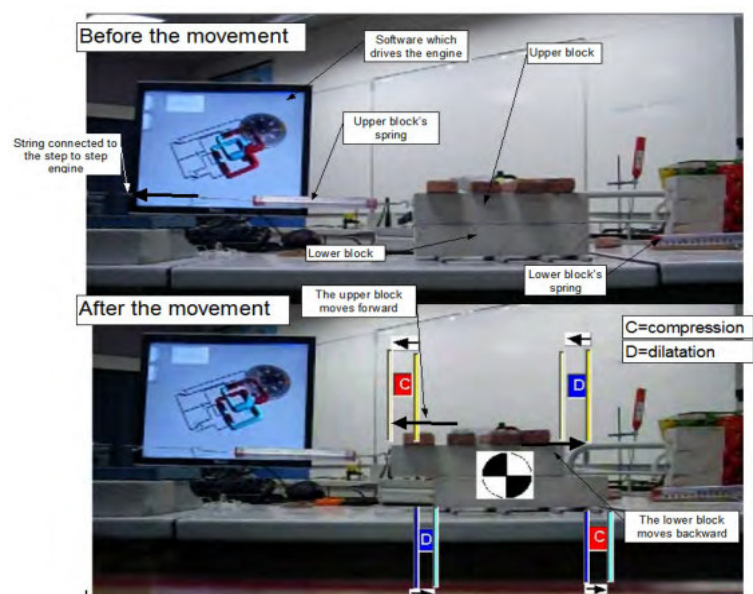 Before the movement
Software which
drives the engine
Upper block
String connected to
the step to step
engine
Upper block's
spring
Lower block
Lower block's
spring
After the movement
The upper block
moves forward
C=compression
D=dilatation
C
D
D
C
The lower block
moves backward